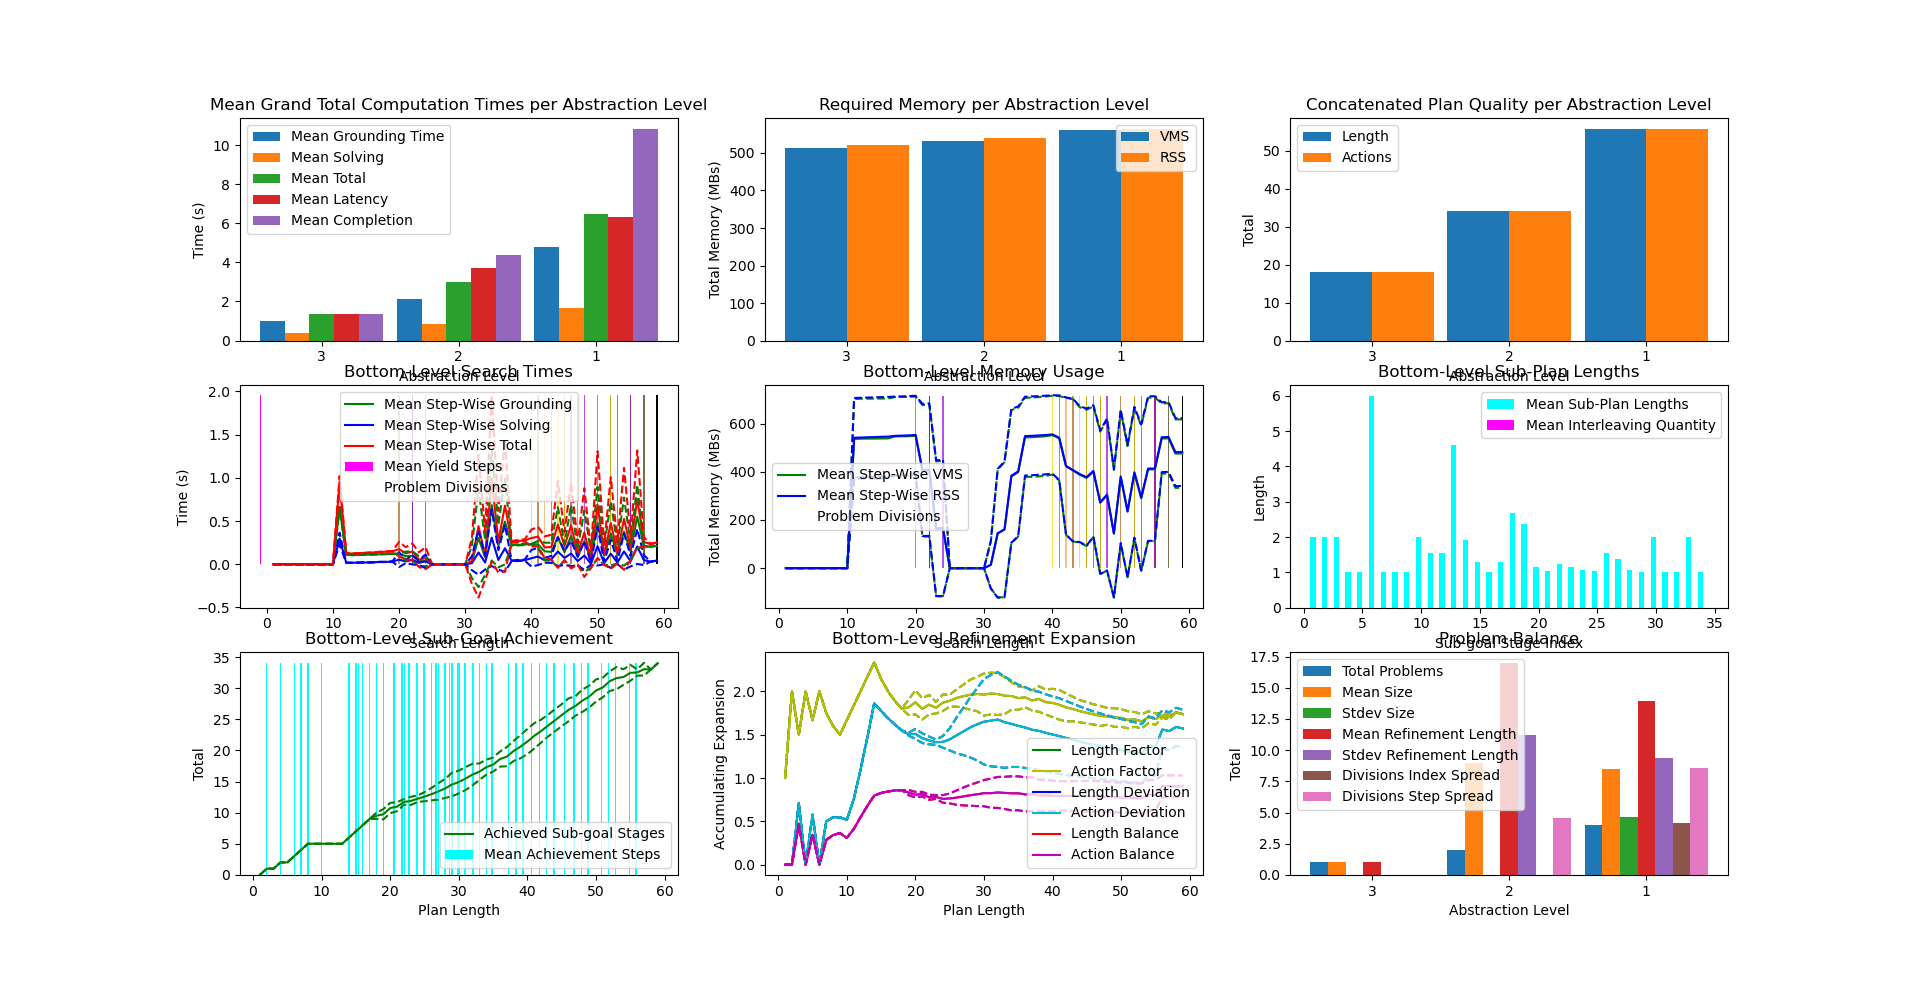 Mean Grand Total Computation Times per Abstraction Level
Time (s)
10
8
6
4
2
0
Mean Grounding Time
Mean Solving
Mean Total
Mean Latency
Mean Completion
3 2 1
Abstraction Level
Required Memory per Abstraction Level
Total Memory (MBs)
500
400
300
200
100
0
VMS
RSS
3 2 1
Abstraction Level
Concatenated Plan Quality per Abstraction Level
Total
50
40
30
20
10
0
Length
Actions
3 2 1
Abstraction Level
Bottom-Level Search Times
Time (s)
2.0
1.5
1.0
0.5
0.0
−0.5
Mean Step-Wise Grounding
Mean Step-Wise Solving
Mean Step-Wise Total
Mean Yield Steps
Problem Divisions
0 10 20 30 40 50 60
Search Length
Bottom-Level Memory Usage
Total Memory (MBs)
600
400
200
0
Mean Step-Wise VMS
Mean Step-Wise RSS
Problem Divisions
0 10 20 30 40 50 60
Search Length
Bottom-Level Sub-Plan Lengths
Length
6
5
4
3
2
1
0
Mean Sub-Plan Lengths
Mean Interleaving Quantity
0 5 10 15 20 25 30 35
Sub-goal Stage Index
Bottom-Level Sub-Goal Achievement
Total
35
30
25
20
15
10
5
0
Achieved Sub-goal Stages
Mean Achievement Steps
0 10 20 30 40 50 60
Plan Length
Bottom-Level Refinement Expansion
Accumulating Expansion
2.0
1.5
1.0
0.5
0.0
Length Factor
Action Factor
Length Deviation
Action Deviation
Length Balance
Action Balance
0 10 20 30 40 50 60
Plan Length
Problem Balance
Total
17.5
15.0
12.5
10.0
7.5
5.0
2.5
0.0
Total Problems
Mean Size
Stdev Size
Mean Refinement Length
Stdev Refinement Length
Divisions Index Spread
Divisions Step Spread
3 2 1
Abstraction Level